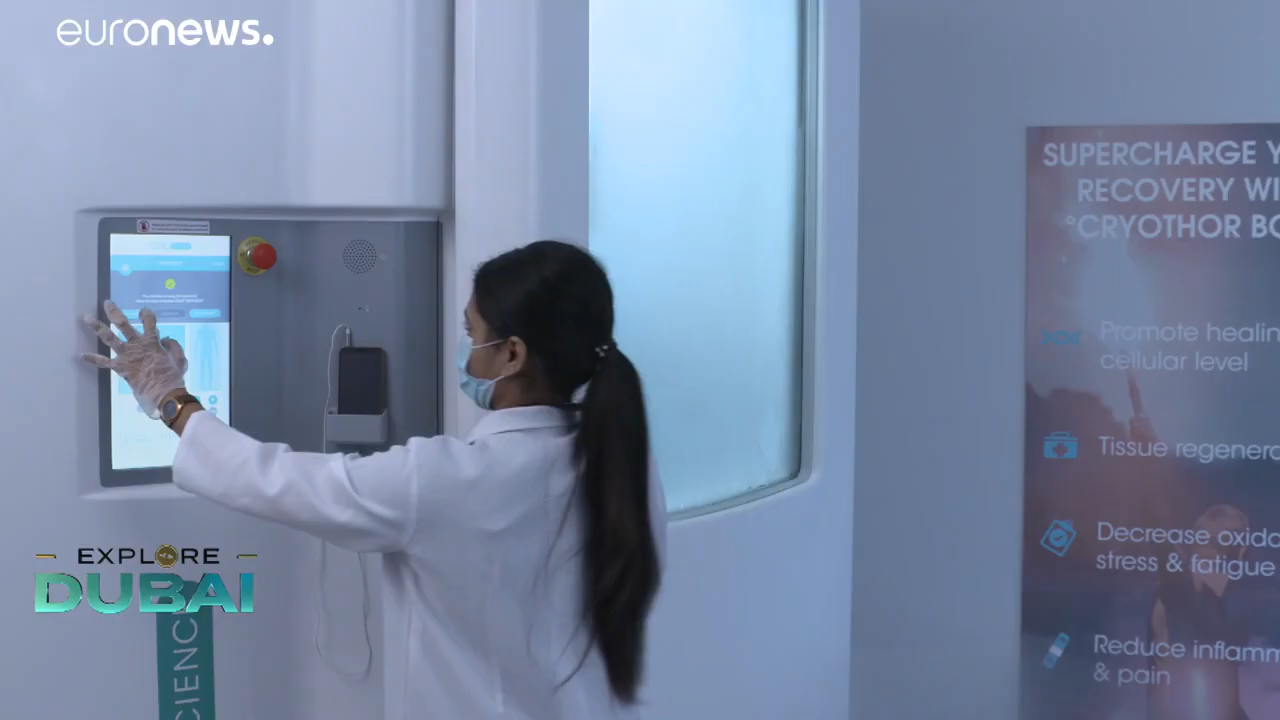 euronews.
SUPERCHARGE Y
RECOVERY WI
°CRYOTHOR BO
Promote healin
cellular level
Tissue regenera
Decrease oxida
stress & fatigue
Reduce inflamm
& pain
EXPLORE
DUBAI
CIENC